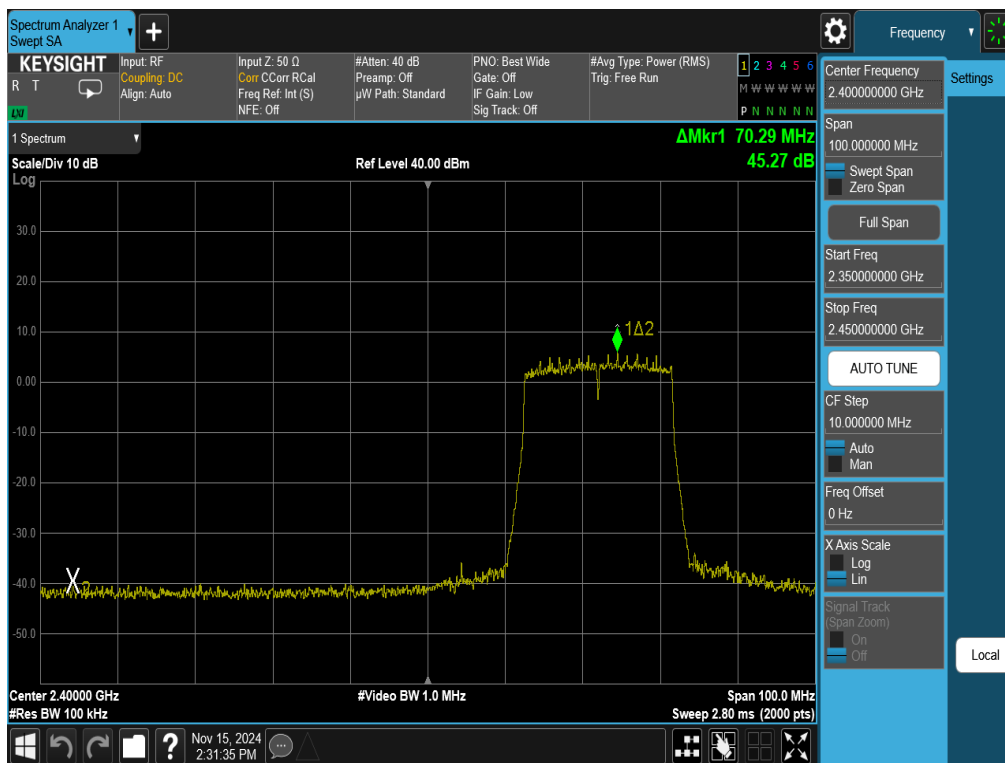 Spectrum Analyzer 1
Swept SA
Frequency
KEYSIGHT
R T
LXI
Input: RF
Coupling: DC
Align: Auto
Input Z: 50 Ω
Corr CCorr RCal
Freq Ref: Int (S)
NFE: Off
#Atten: 40 dB
Preamp: Off
µW Path: Standard
PNO: Best Wide
Gate: Off
IF Gain: Low
Sig Track: Off
#Avg Type: Power (RMS)
Trig: Free Run
1 2 3 4 5 6
M W W W W W
P N N N N N
1 Spectrum
Scale/Div 10 dB
Log
Ref Level 40.00 dBm
ΔMkr1 70.29 MHz
45.27 dB
30.0
20.0
10.0
0.00
-10.0
-20.0
-30.0
-40.0
-50.0
1Δ2
X2
Center 2.40000 GHz
#Res BW 100 kHz
#Video BW 1.0 MHz
Span 100.0 MHz
Sweep 2.80 ms (2000 pts)
Nov 15, 2024
2:31:35 PM
Center Frequency
2.400000000 GHz
Settings
Span
100.000000 MHz
Swept Span
Zero Span
Full Span
Start Freq
2.350000000 GHz
Stop Freq
2.450000000 GHz
AUTO TUNE
CF Step
10.000000 MHz
Auto
Man
Freq Offset
0 Hz
X Axis Scale
Log
Lin
Signal Track
(Span Zoom)
On
Off
Local